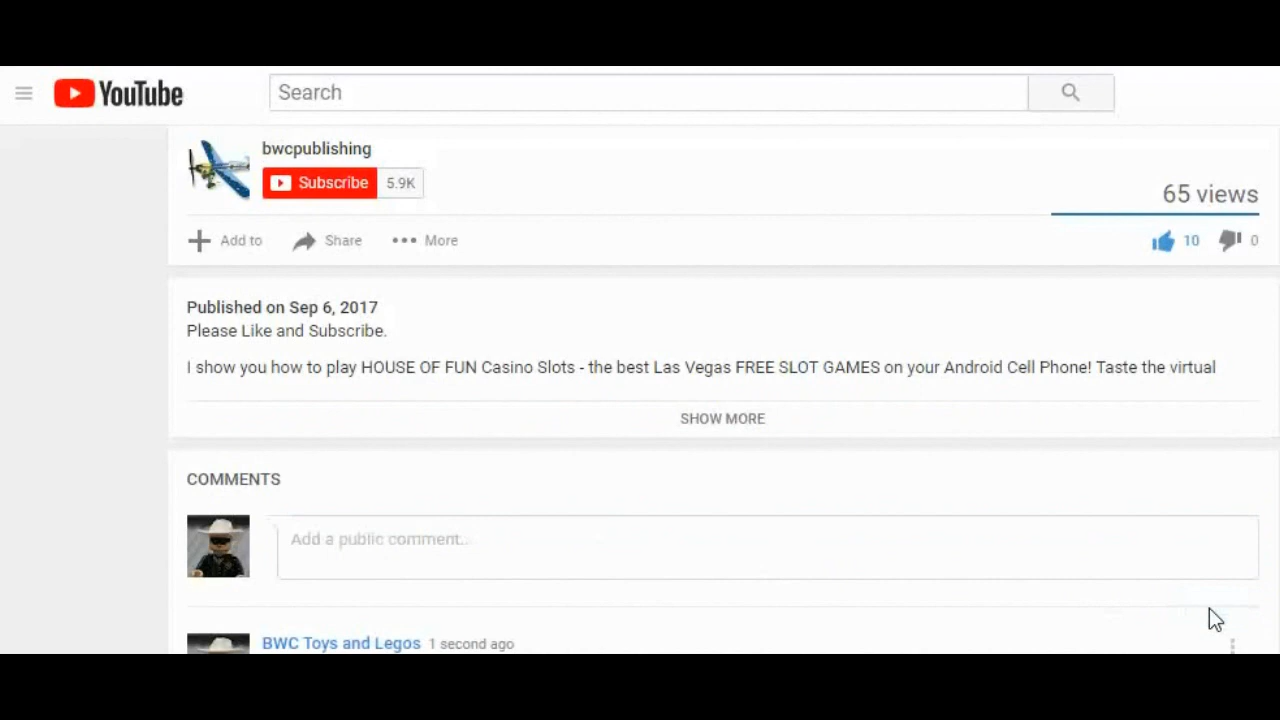 YouTube
Search
bwcpublishing
Subscribe 5.9K
65 views
Add to Share More 10 0
Published on Sep 6, 2017
Please Like and Subscribe.
I show you how to play HOUSE OF FUN Casino Slots - the best Las Vegas FREE SLOT GAMES on your Android Cell Phone! Taste the virtual
SHOW MORE
COMMENTS
Add a public comment...
BWC Toys and Legos 1 second ago